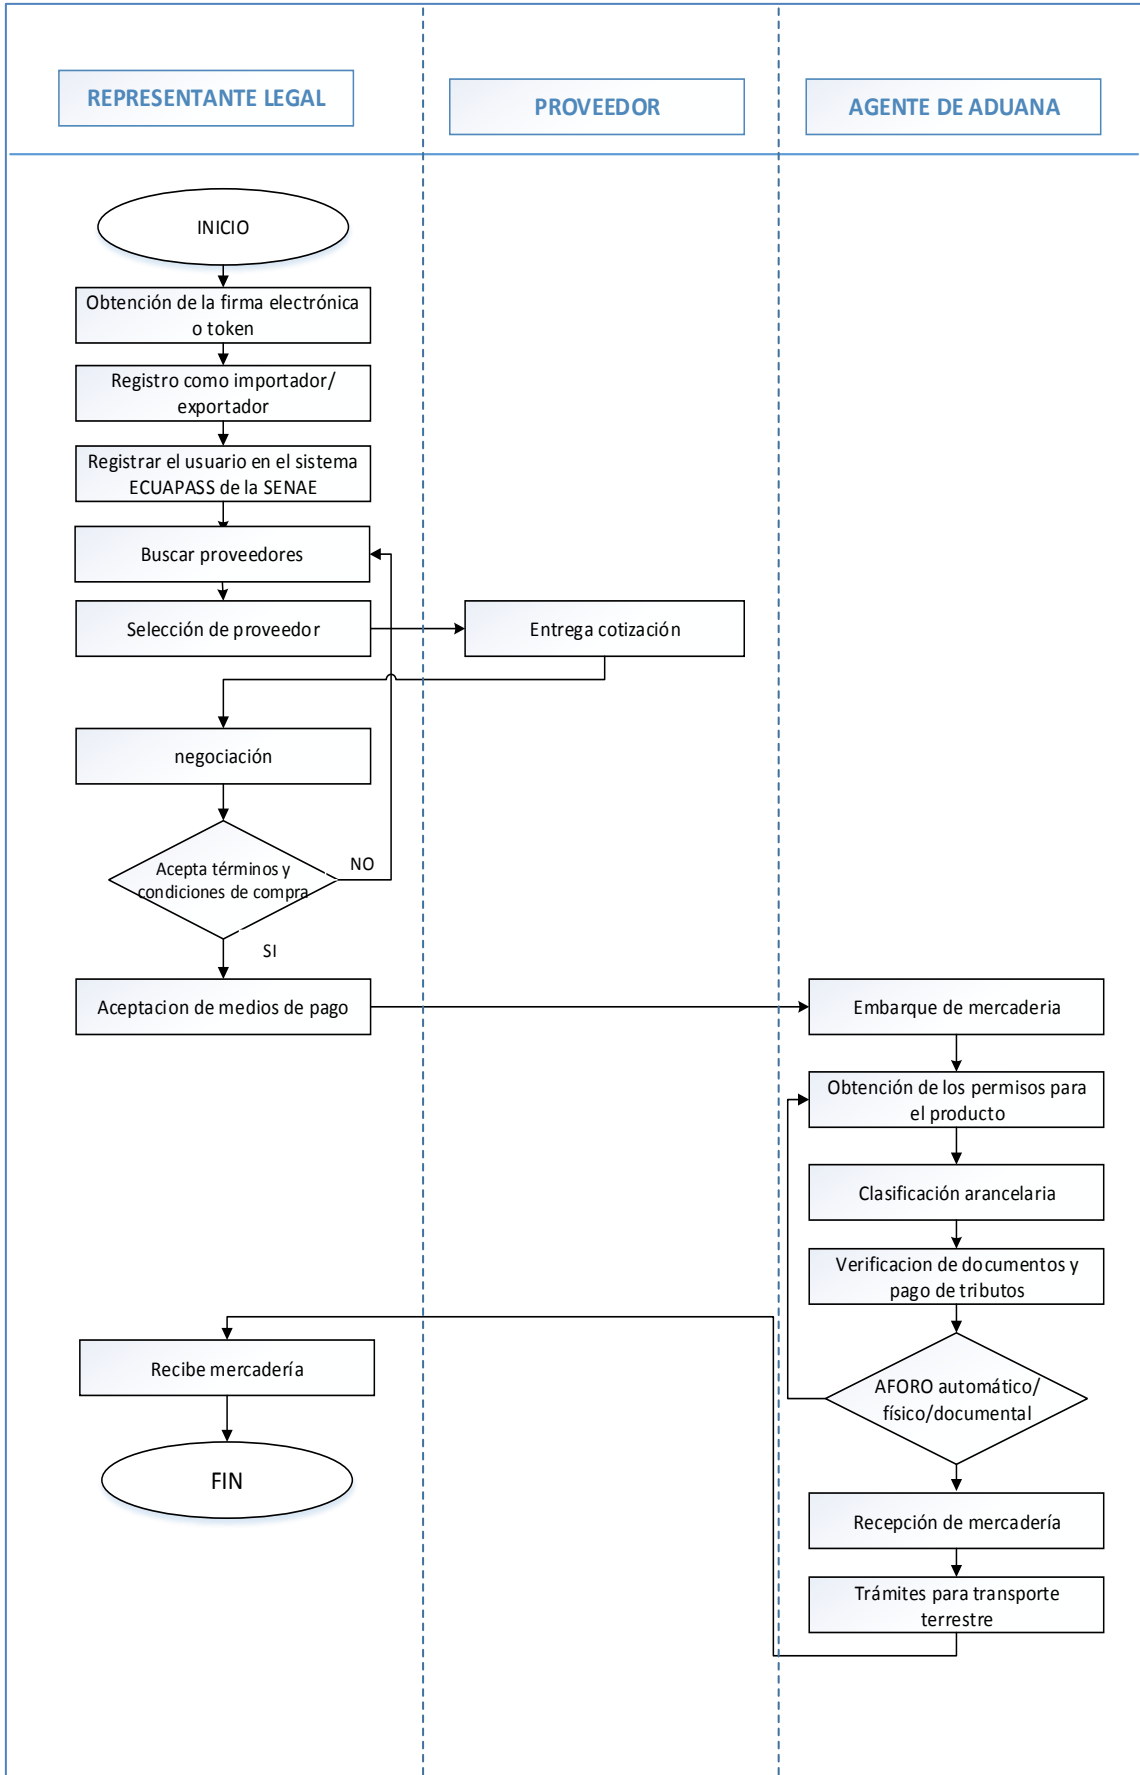 REPRESENTANTE LEGAL
PROVEEDOR
AGENTE DE ADUANA
INICIO
Obtención de la firma electrónica
o token
Registro como importador/
exportador
Registrar el usuario en el sistema
ECUAPASS de la SENAE
Buscar proveedores
Selección de proveedor
Entrega cotización
negociación
Acepta términos y
condiciones de compra
NO
SI
Aceptacion de medios de pago
Embarque de mercaderia
Obtención de los permisos para
el producto
Clasificación arancelaria
Verificacion de documentos y
pago de tributos
AFORO automático/
físico/documental
Recibe mercadería
FIN
Recepción de mercadería
Trámites para transporte
terrestre